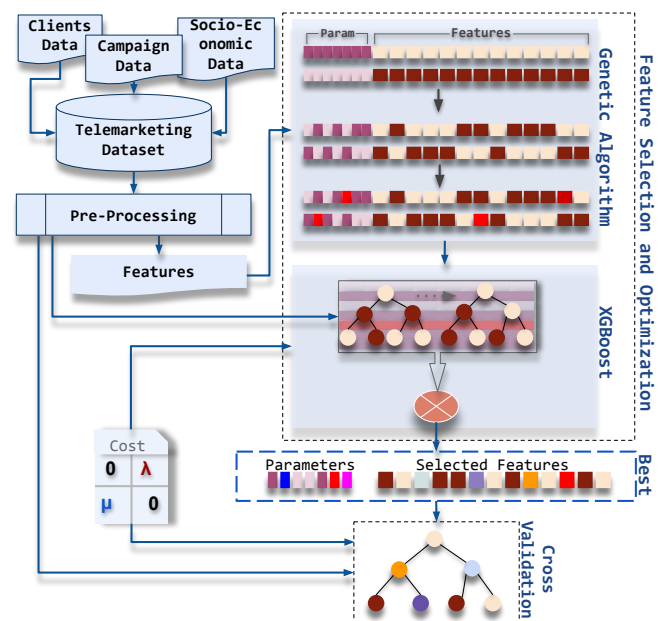 Clients
Data
Campaign
Data
Socio-Ec
onomic
Data
Telemarketing
Dataset
Pre-Processing
Features
Param
Features
Genetic Algorithm
Feature Selection and Optimization
XGBoost
Cost
0 λ
μ 0
Parameters
Selected Features
Best
Cross
Validation